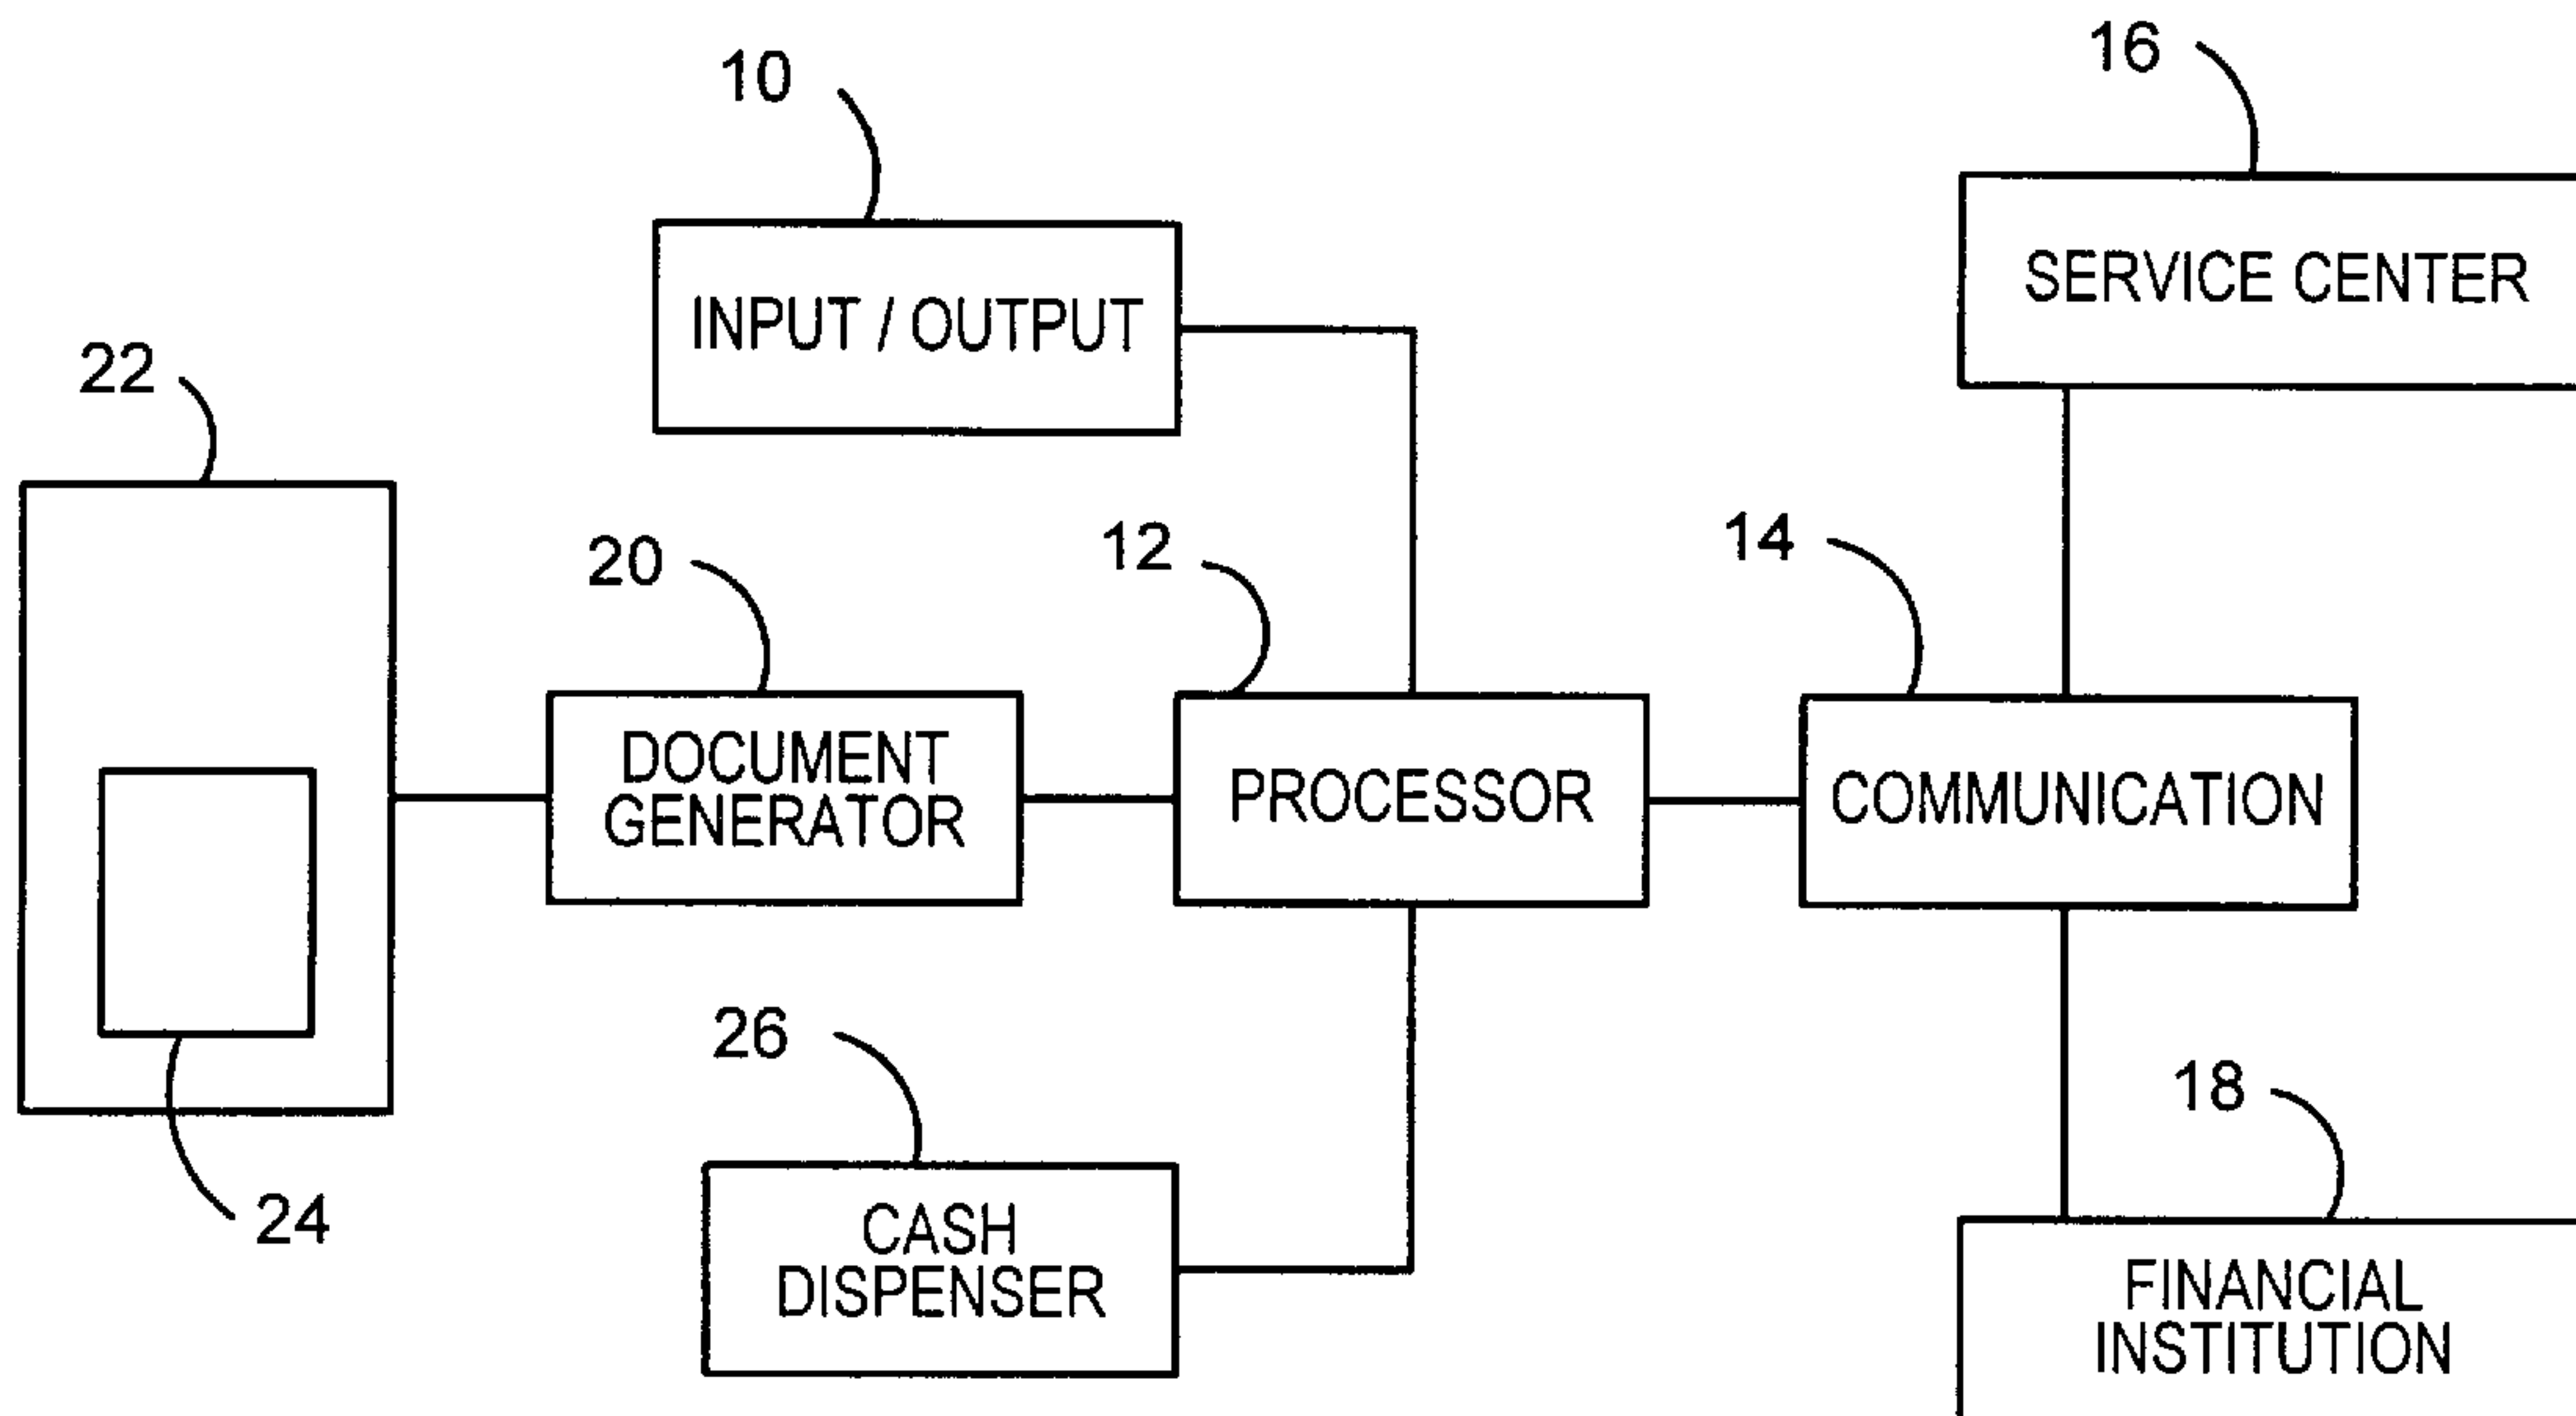 16
10
SERVICE CENTER
INPUT / OUTPUT
22
20
12
14
DOCUMENT
GENERATOR
PROCESSOR
COMMUNICATION
26
18
24
CASH
DISPENSER
FINANCIAL
INSTITUTION